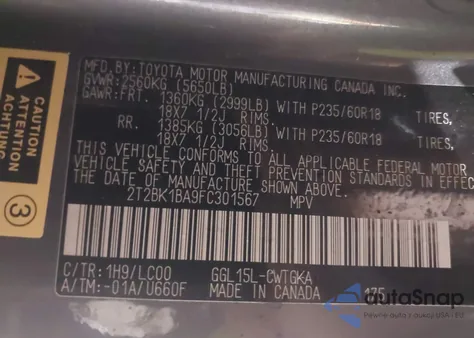 MFD.BY:TOYOTA MOTOR MANUFACTURING CANADA INC.
GVWR:2560KG (5650LB)
GAWR:FRT. 1360KG (2999LB) WITH P235/60R18 TIRES,
18X7 1/2J RIMS.
RR. 1385KG (3056LB) WITH P235/60R18 TIRES,
18X7 1/2J RIMS.
THIS VEHICLE CONFORMS TO ALL APPLICABLE FEDERAL MOTOR
VEHICLE SAFETY AND THEFT PREVENTION STANDARDS IN EFFECT
THE DATE OF MANUFACTURE SHOWN ABOVE.
2T2BK1BA9FC301567 MPV
C/TR:1H9/LC00 GGL15L-CWTGKA
A/TM:-01A/U660F MADE IN CANADA 175
ATTENTION
ACHTUNG
3
autoSnap